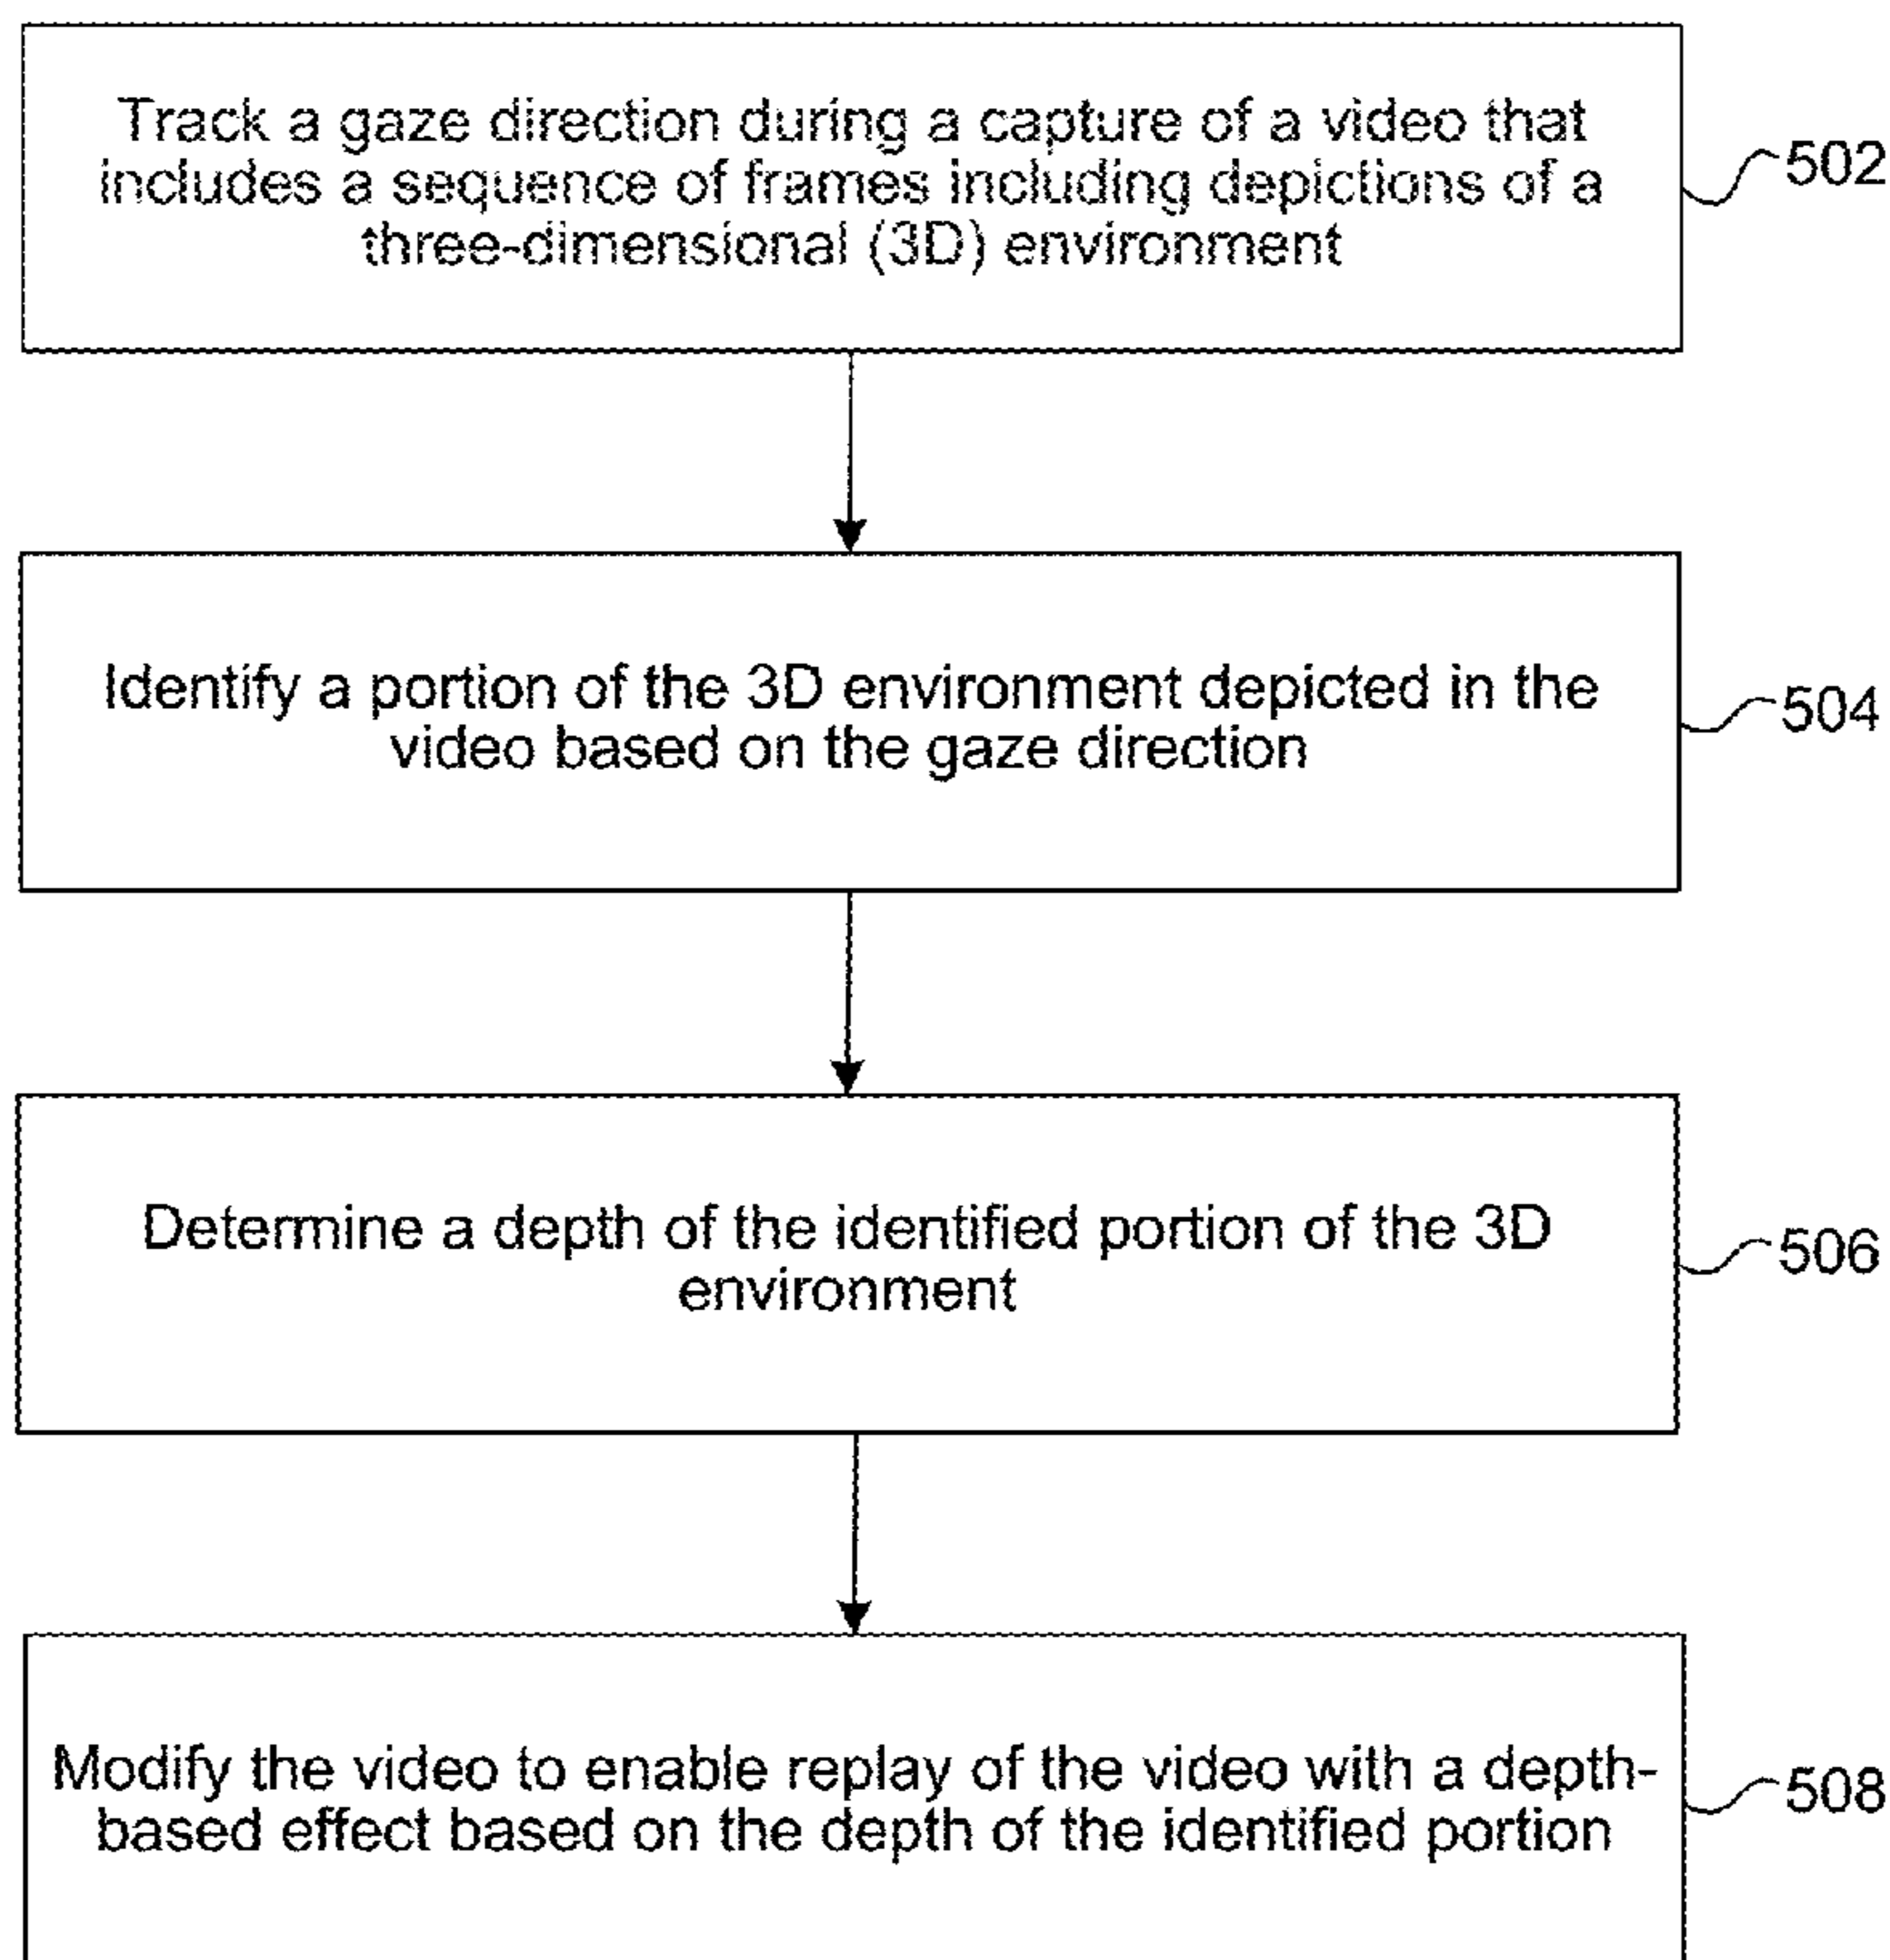 Track a gaze direction during a capture of a video that
includes a sequence of frames including depictions of a
three-dimensional (3D) environment
502
Identify a portion of the 3D environment depicted in the
video based on the gaze direction
504
Determine a depth of the identified portion of the 3D
environment
506
Modify the video to enable replay of the video with a depth-
based effect based on the depth of the identified portion
508